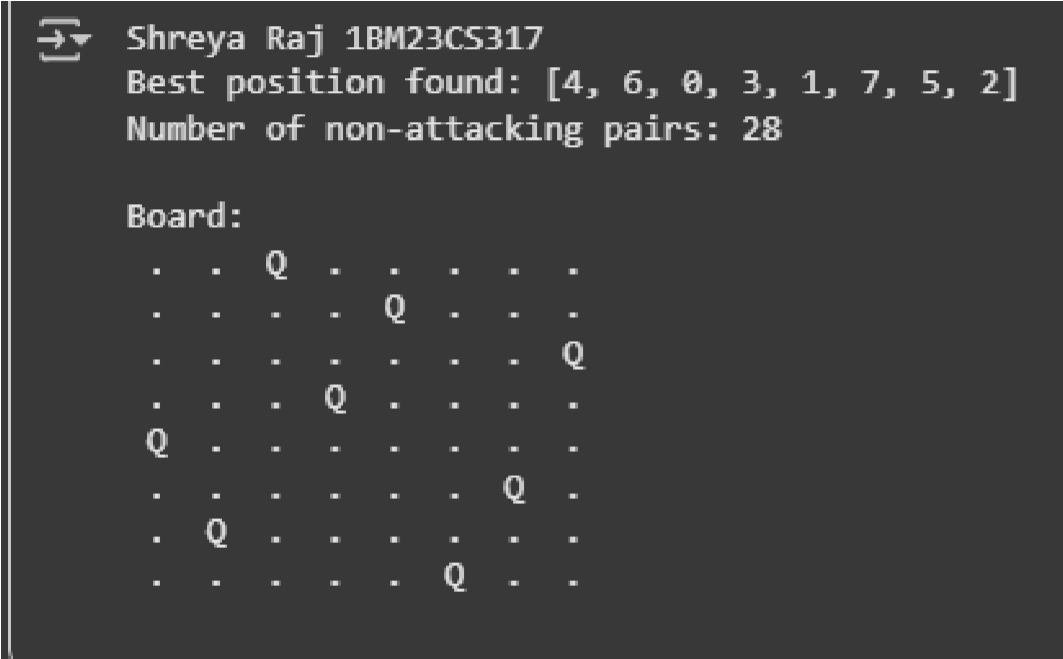 Shreya Raj 1BM23CS317
Best position found: [4, 6, 0, 3, 1, 7, 5, 2]
Number of non-attacking pairs: 28
Board:
. . Q . . . . .
. . . . Q . . .
. . . . . . . Q
. . . Q . . . .
Q . . . . . . .
. . . . . . Q .
. Q . . . . . .
. . . . . Q . .